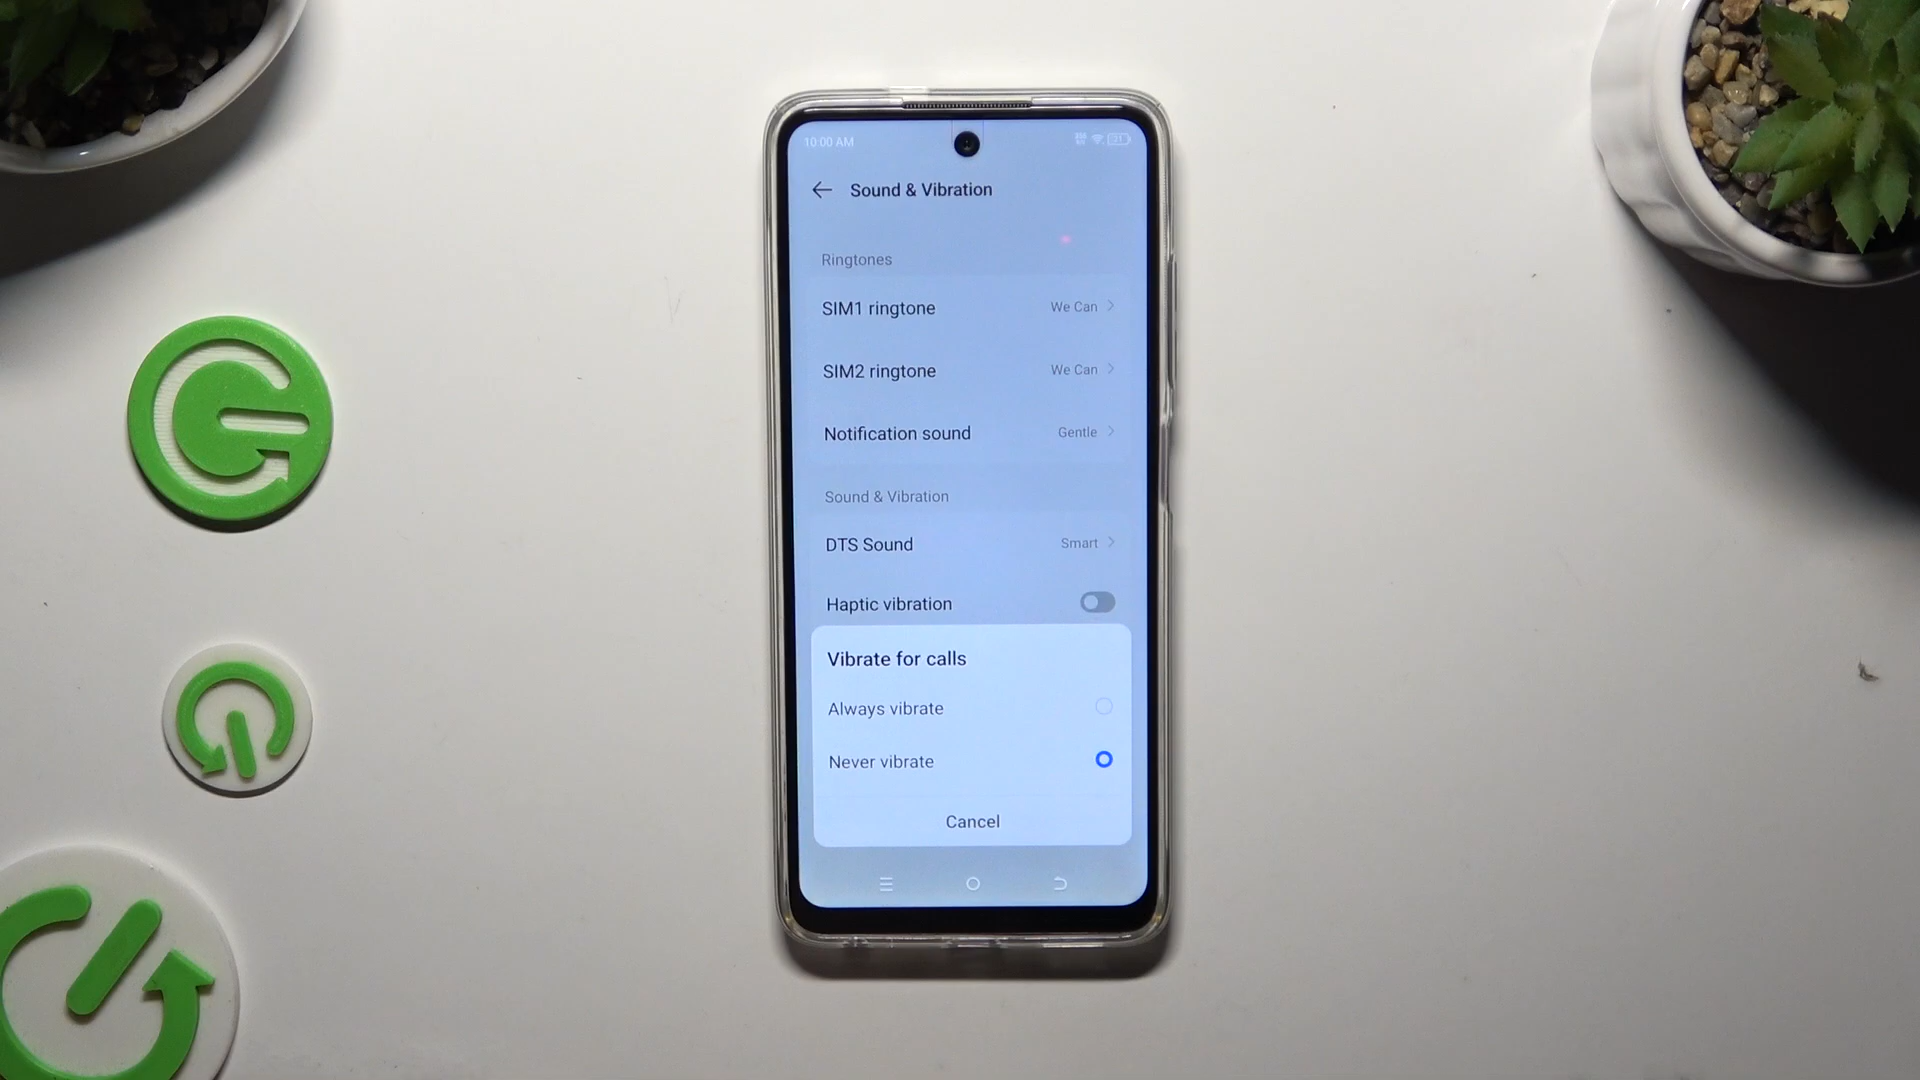 10:00 AM
Sound & Vibration
Ringtones
SIM1 ringtone We Can
SIM2 ringtone We Can
Notification sound Gentle
Sound & Vibration
DTS Sound Smart
Haptic vibration
Vibrate for calls
Always vibrate
Never vibrate
Cancel